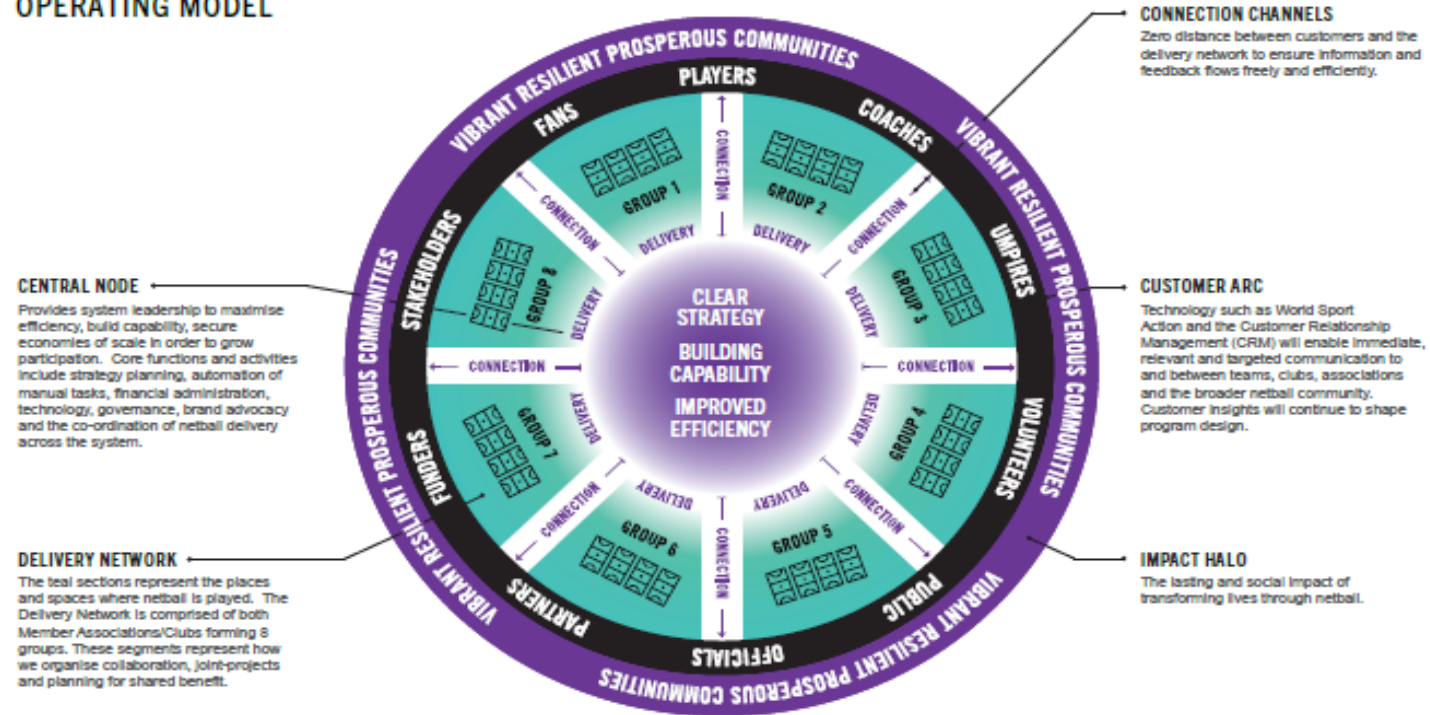 OPERATING MODEL
CONNECTION CHANNELS
Zero distance between customers and the
delivery network to ensure information and
feedback flows freely and efficiently.
CENTRAL NODE
Provides system leadership to maximise
efficiency, build capability, secure
economies of scale in order to grow
participation. Core functions and activities
include strategy planning, automation of
manual tasks, financial administration,
technology, governance, brand advocacy
and the co-ordination of netball delivery
across the system.
CUSTOMER ARC
Technology such as World Sport
Action and the Customer Relationship
Management (CRM) will enable immediate,
relevant and targeted communication to
and between teams, clubs, associations
and the broader netball community.
Customer insights will continue to shape
program design.
DELIVERY NETWORK
The teal sections represent the places
and spaces where netball is played. The
Delivery Network is comprised of both
Member Associations/Clubs forming 8
groups. These segments represent how
we organise collaboration, joint-projects
and planning for shared benefit.
IMPACT HALO
The lasting and social impact of
transforming lives through netball.
VIBRANT RESILIENT PROSPEROUS COMMUNITIES
VIBRANT RESILIENT PROSPEROUS COMMUNITIES
VIBRANT RESILIENT PROSPEROUS COMMUNITIES
VIBRANT RESILIENT PROSPEROUS COMMUNITIES
PLAYERS
COACHES
UMPIRES
VOLUNTEERS
PUBLIC
OFFICIALS
PARTNERS
FUNDERS
STAKEHOLDERS
FANS
GROUP 1
GROUP 2
GROUP 3
GROUP 4
GROUP 5
GROUP 6
GROUP 7
GROUP 8
CONNECTION
CONNECTION
CONNECTION
CONNECTION
CONNECTION
CONNECTION
CONNECTION
CONNECTION
DELIVERY
DELIVERY
DELIVERY
DELIVERY
DELIVERY
DELIVERY
DELIVERY
DELIVERY
CLEAR
STRATEGY
BUILDING
CAPABILITY
IMPROVED
EFFICIENCY